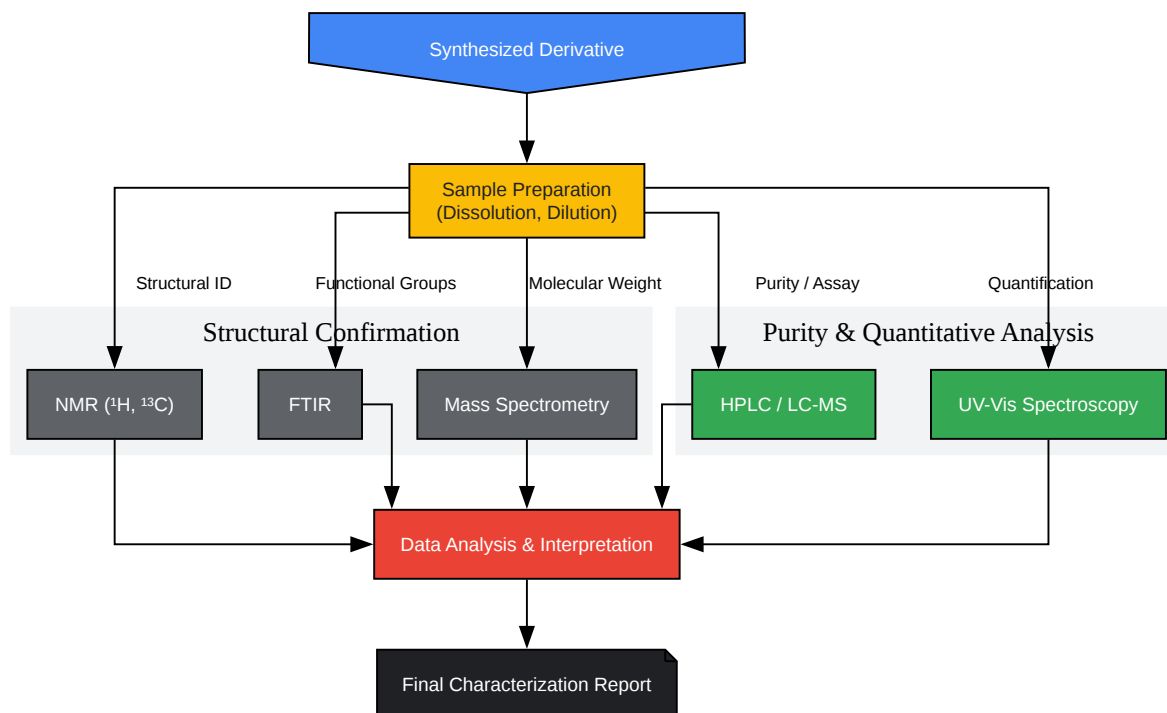 Synthesized Derivative
Sample Preparation
(Dissolution, Dilution)
Structural ID
Functional Groups
Molecular Weight
Purity / Assay
Quantification
Structural Confirmation
Purity & Quantitative Analysis
NMR (¹H, ¹³C)
FTIR
Mass Spectrometry
HPLC / LC-MS
UV-Vis Spectroscopy
Data Analysis & Interpretation
Final Characterization Report